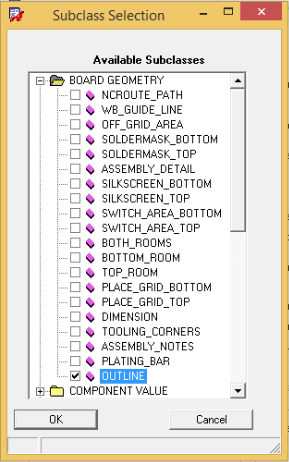 Subclass Selection
Available Subclasses
BOARD GEOMETRY
NCROUTE_PATH
WB_GUIDE_LINE
OFF_GRID_AREA
SOLDERMASK_BOTTOM
SOLDERMASK_TOP
ASSEMBLY_DETAIL
SILKSCREEN_BOTTOM
SILKSCREEN_TOP
SWITCH_AREA_BOTTOM
SWITCH_AREA_TOP
BOTH_ROOMS
BOTTOM_ROOM
TOP_ROOM
PLACE_GRID_BOTTOM
PLACE_GRID_TOP
DIMENSION
TOOLING_CORNERS
ASSEMBLY_NOTES
PLATING_BAR
OUTLINE
COMPONENT VALUE
OK Cancel